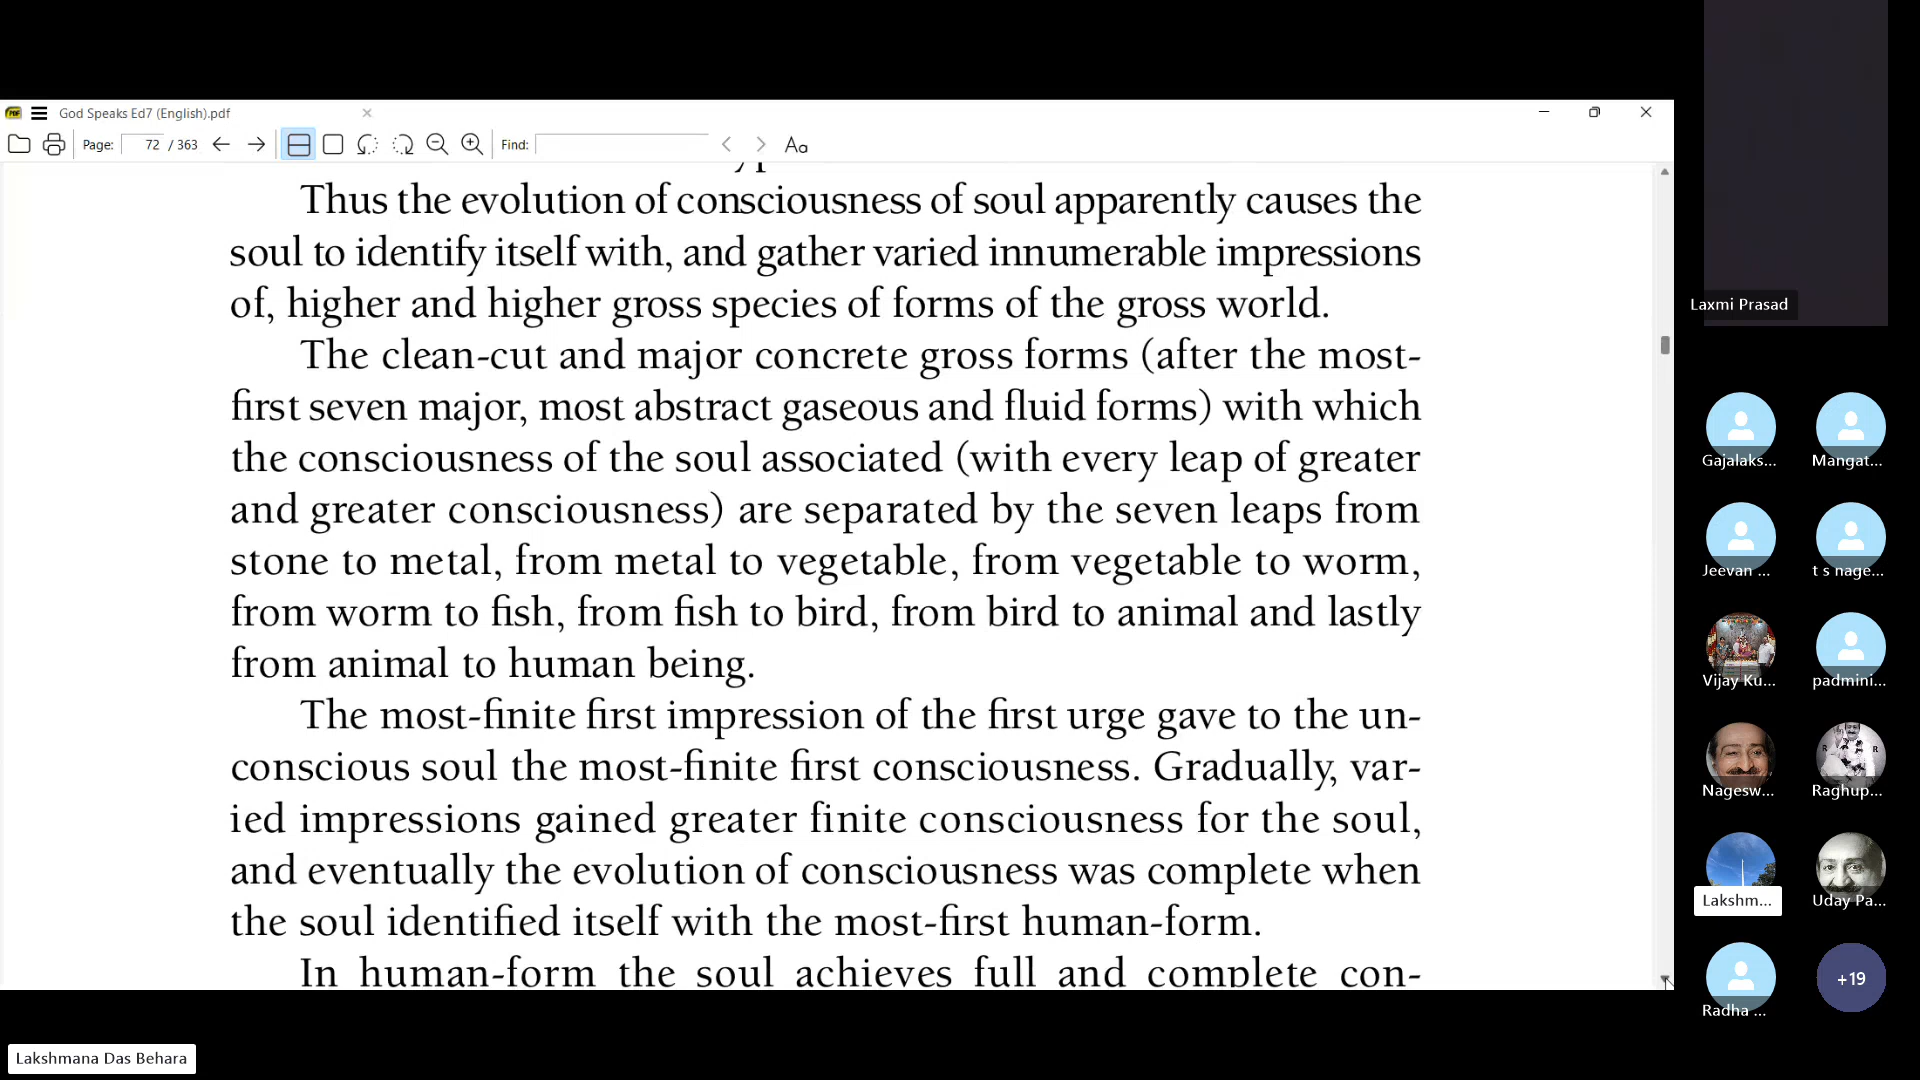 God Speaks Ed7 (English).pdf
Page: 72 / 363
Find:
Aa
Thus the evolution of consciousness of soul apparently causes the
soul to identify itself with, and gather varied innumerable impressions
of, higher and higher gross species of forms of the gross world.
The clean-cut and major concrete gross forms (after the most-
first seven major, most abstract gaseous and fluid forms) with which
the consciousness of the soul associated (with every leap of greater
and greater consciousness) are separated by the seven leaps from
stone to metal, from metal to vegetable, from vegetable to worm,
from worm to fish, from fish to bird, from bird to animal and lastly
from animal to human being.
The most-finite first impression of the first urge gave to the un-
conscious soul the most-finite first consciousness. Gradually, var-
ied impressions gained greater finite consciousness for the soul,
and eventually the evolution of consciousness was complete when
the soul identified itself with the most-first human-form.
In human-form the soul achieves full and complete con-
Laxmi Prasad
Gajalaks...
Mangat...
Jeevan ...
t s nage...
Vijay Ku...
padmini...
Nagesw...
Raghup...
Lakshm...
Uday Pa...
Radha ...
+19
Lakshmana Das Behara